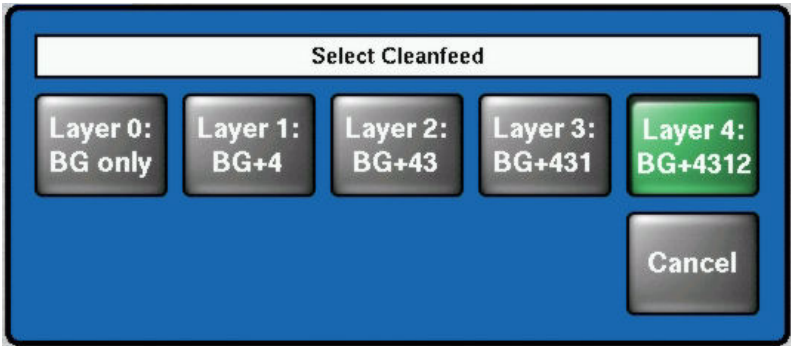 Select Cleanfeed
Layer 0:
BG only
Layer 1:
BG+4
Layer 2:
BG+43
Layer 3:
BG+431
Layer 4:
BG+4312
Cancel